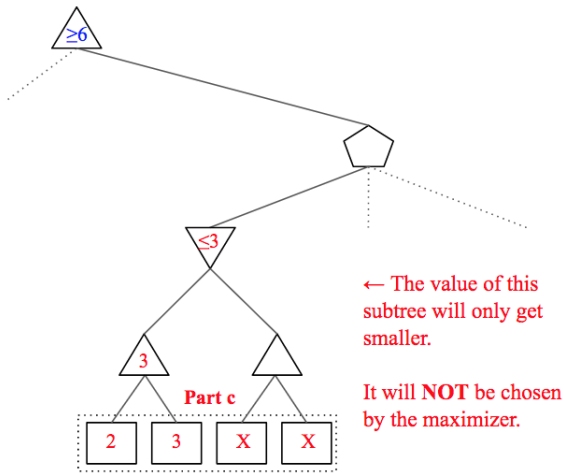 ≥6
≤3
← The value of this
subtree will only get
smaller.
3
It will NOT be chosen
by the maximizer.
Part c
2 3 X X